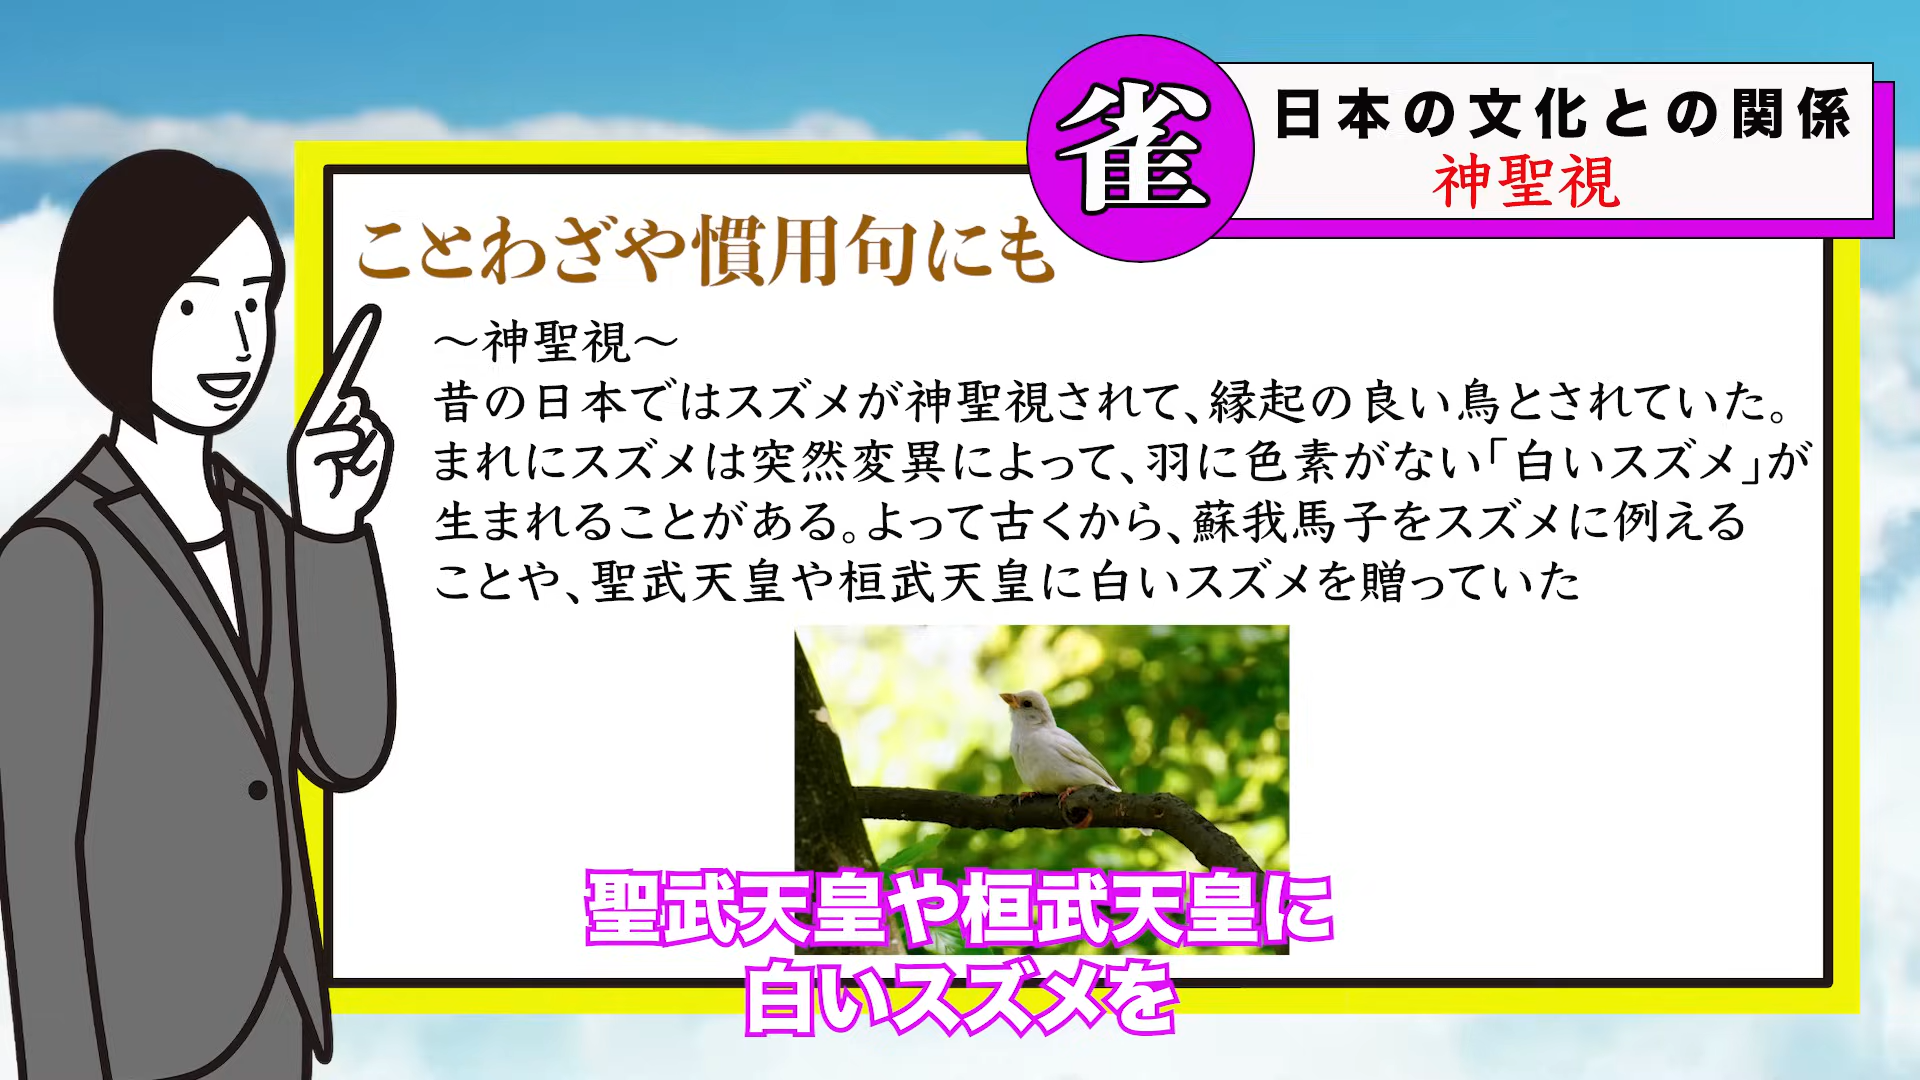 雀
日本の文化との関係
神聖視
ことわざや慣用句にも
～神聖視～
昔の日本ではスズメが神聖視されて、縁起の良い鳥とされていた。
まれにスズメは突然変異によって、羽に色素がない「白いスズメ」が
生まれることがある。よって古くから、蘇我馬子をスズメに例える
ことや、聖武天皇や桓武天皇に白いスズメを贈っていた
聖武天皇や桓武天皇に
白いスズメを